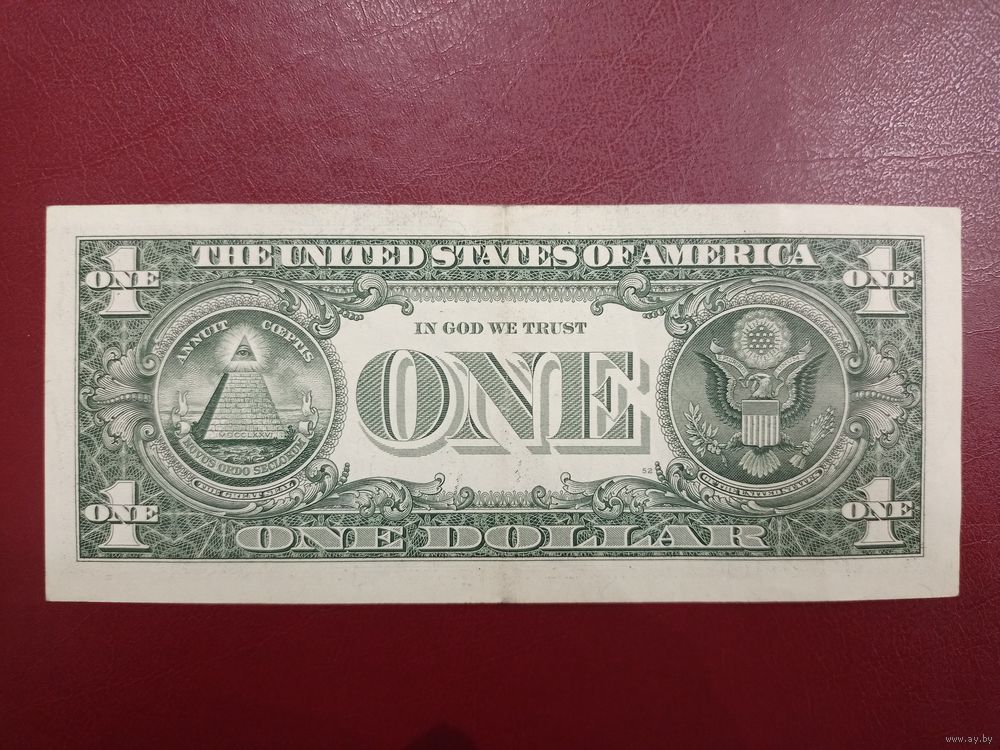 THE UNITED STATES OF AMERICA
1 ONE
1 ONE
IN GOD WE TRUST
ANNUIT CŒPTIS
ONE
MDCCLXXVI
NOVUS ORDO SECLORUM
52
THE GREAT SEAL
OF THE UNITED STATES
1 ONE
1 ONE
ONE DOLLAR
www.ay.by